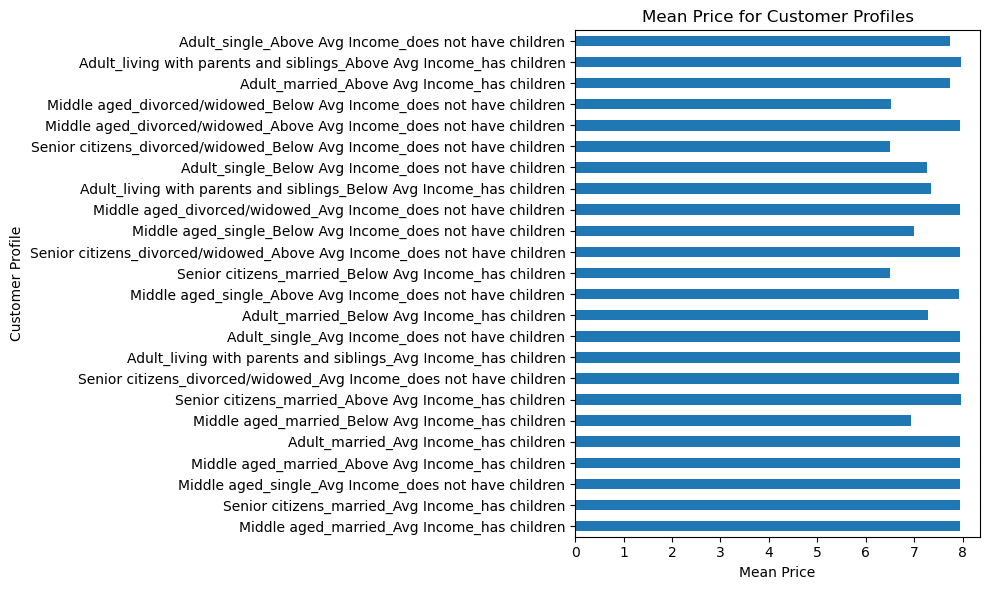 Mean Price for Customer Profiles
Adult_single_Above Avg Income_does not have children
Adult_living with parents and siblings_Above Avg Income_has children
Adult_married_Above Avg Income_has children
Middle aged_divorced/widowed_Below Avg Income_does not have children
Middle aged_divorced/widowed_Above Avg Income_does not have children
Senior citizens_divorced/widowed_Below Avg Income_does not have children
Adult_single_Below Avg Income_does not have children
Adult_living with parents and siblings_Below Avg Income_has children
Middle aged_divorced/widowed_Avg Income_does not have children
Middle aged_single_Below Avg Income_does not have children
Senior citizens_divorced/widowed_Above Avg Income_does not have children
Senior citizens_married_Below Avg Income_has children
Middle aged_single_Above Avg Income_does not have children
Adult_married_Below Avg Income_has children
Adult_single_Avg Income_does not have children
Adult_living with parents and siblings_Avg Income_has children
Senior citizens_divorced/widowed_Avg Income_does not have children
Senior citizens_married_Above Avg Income_has children
Middle aged_married_Below Avg Income_has children
Adult_married_Avg Income_has children
Middle aged_married_Above Avg Income_has children
Middle aged_single_Avg Income_does not have children
Senior citizens_married_Avg Income_has children
Middle aged_married_Avg Income_has children
Customer Profile
0 1 2 3 4 5 6 7 8
Mean Price